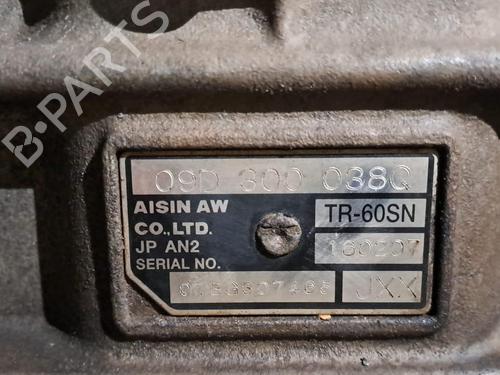 B-PARTS
09D 300 038Q
AISIN AW
CO., LTD.
JP AN2
SERIAL NO.
TR-60SN
160207
JXX